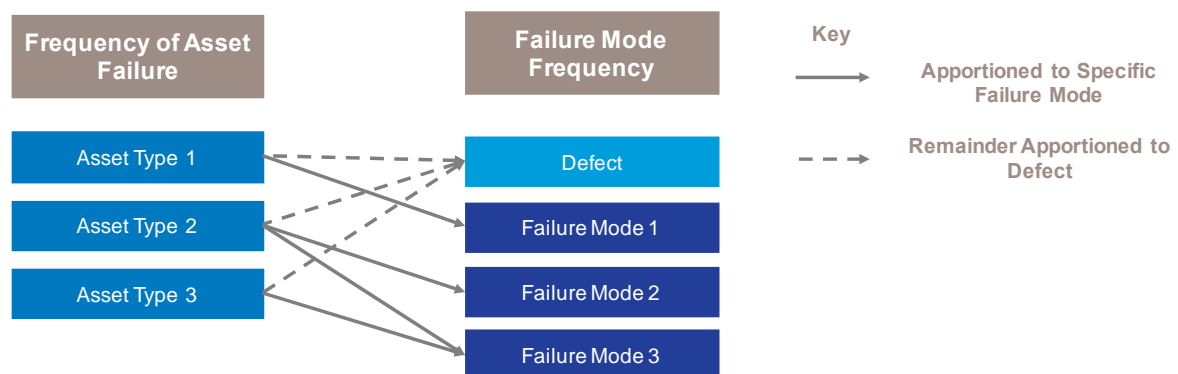 Frequency of Asset
Failure
Failure Mode
Frequency
Key
Apportioned to Specific
Failure Mode
Remainder Apportioned to
Defect
Asset Type 1
Asset Type 2
Asset Type 3
Defect
Failure Mode 1
Failure Mode 2
Failure Mode 3